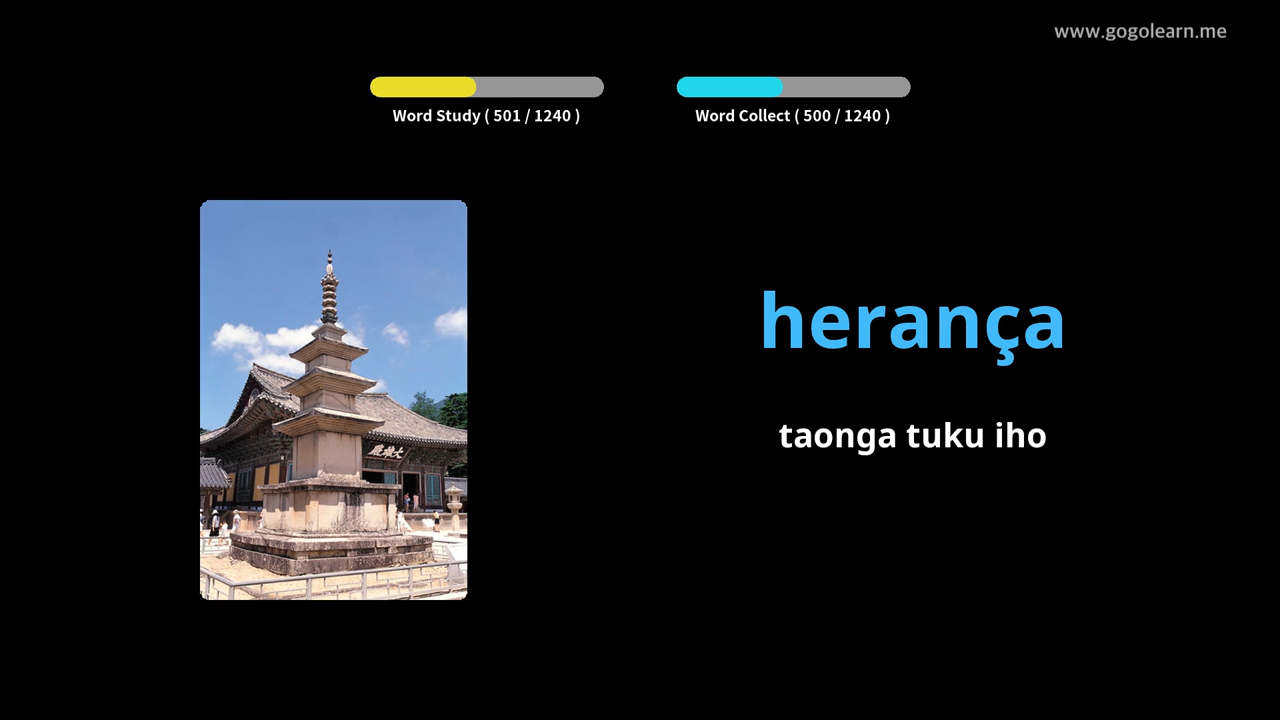 www.gogolearn.me
Word Study ( 501 / 1240 )
Word Collect ( 500 / 1240 )
herança
taonga tuku iho